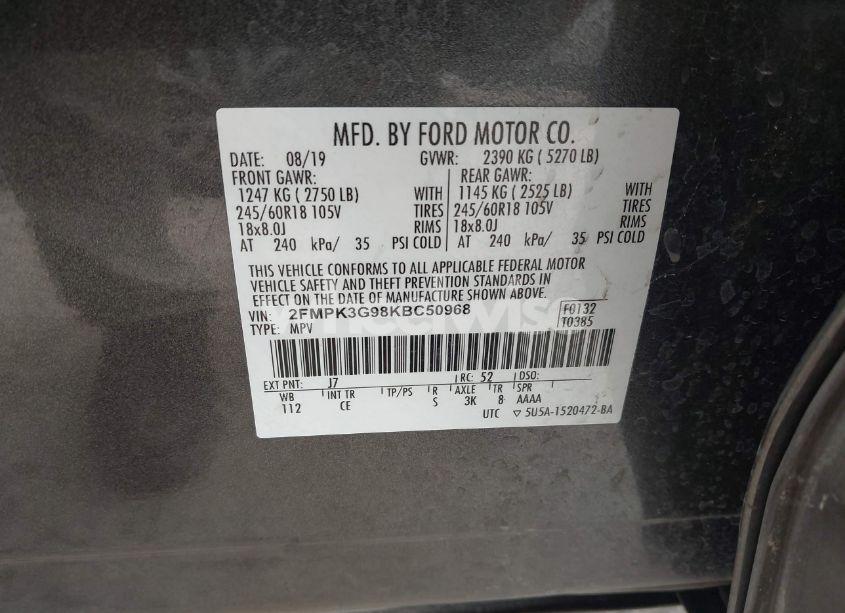 MFD. BY FORD MOTOR CO.
DATE: 08/19 GVWR: 2390 KG ( 5270 LB)
FRONT GAWR: REAR GAWR:
1247 KG ( 2750 LB) WITH 1145 KG ( 2525 LB) WITH
245/60R18 105V TIRES 245/60R18 105V TIRES
18x8.0J RIMS 18x8.0J RIMS
AT 240 kPa/ 35 PSI COLD AT 240 kPa/ 35 PSI COLD
THIS VEHICLE CONFORMS TO ALL APPLICABLE FEDERAL MOTOR
VEHICLE SAFETY AND THEFT PREVENTION STANDARDS IN
EFFECT ON THE DATE OF MANUFACTURE SHOWN ABOVE.
VIN: 2FMPK3G98KBC50968 F0132
TYPE: MPV T0385
EXT PNT: J7 RC: 52 DSO:
WB INT TR TP/PS R AXLE TR SPR
112 CE S 3K 8 AAAA
UTC ▽ 5U5A-1520472-BA